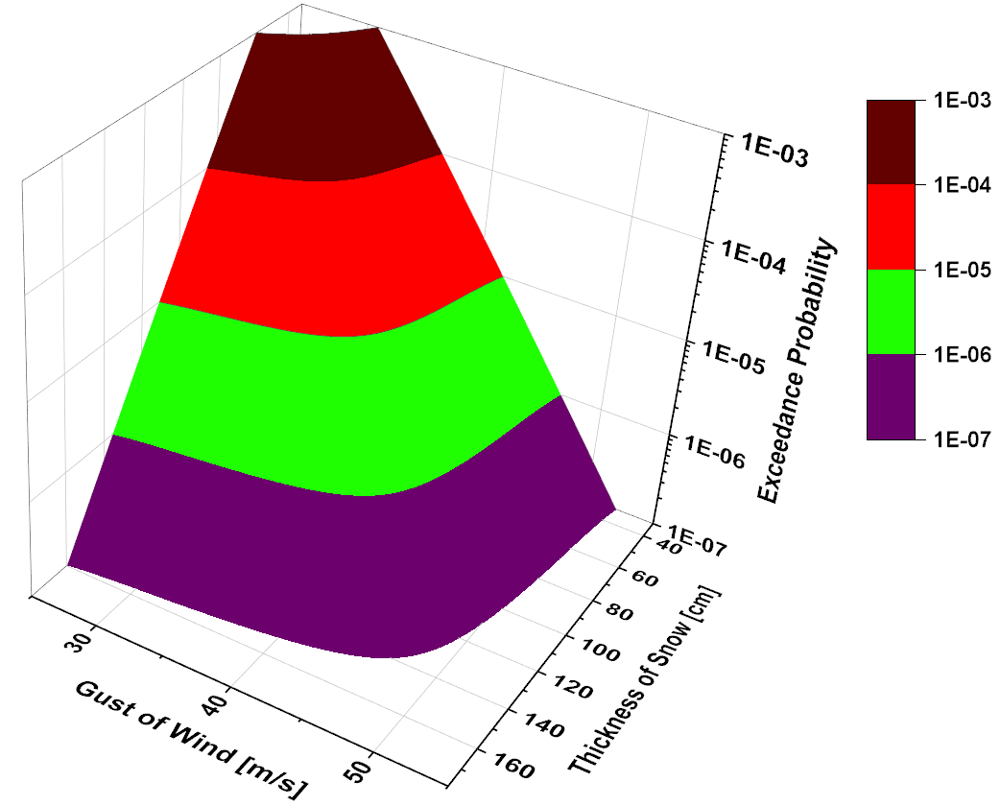 1E-03
1E-04
1E-05
1E-06
1E-07
Exceedance Probability
1E-03
1E-04
1E-05
1E-06
1E-07
40
60
80
100
120
140
160
Thickness of Snow [cm]
30
40
50
Gust of Wind [m/s]